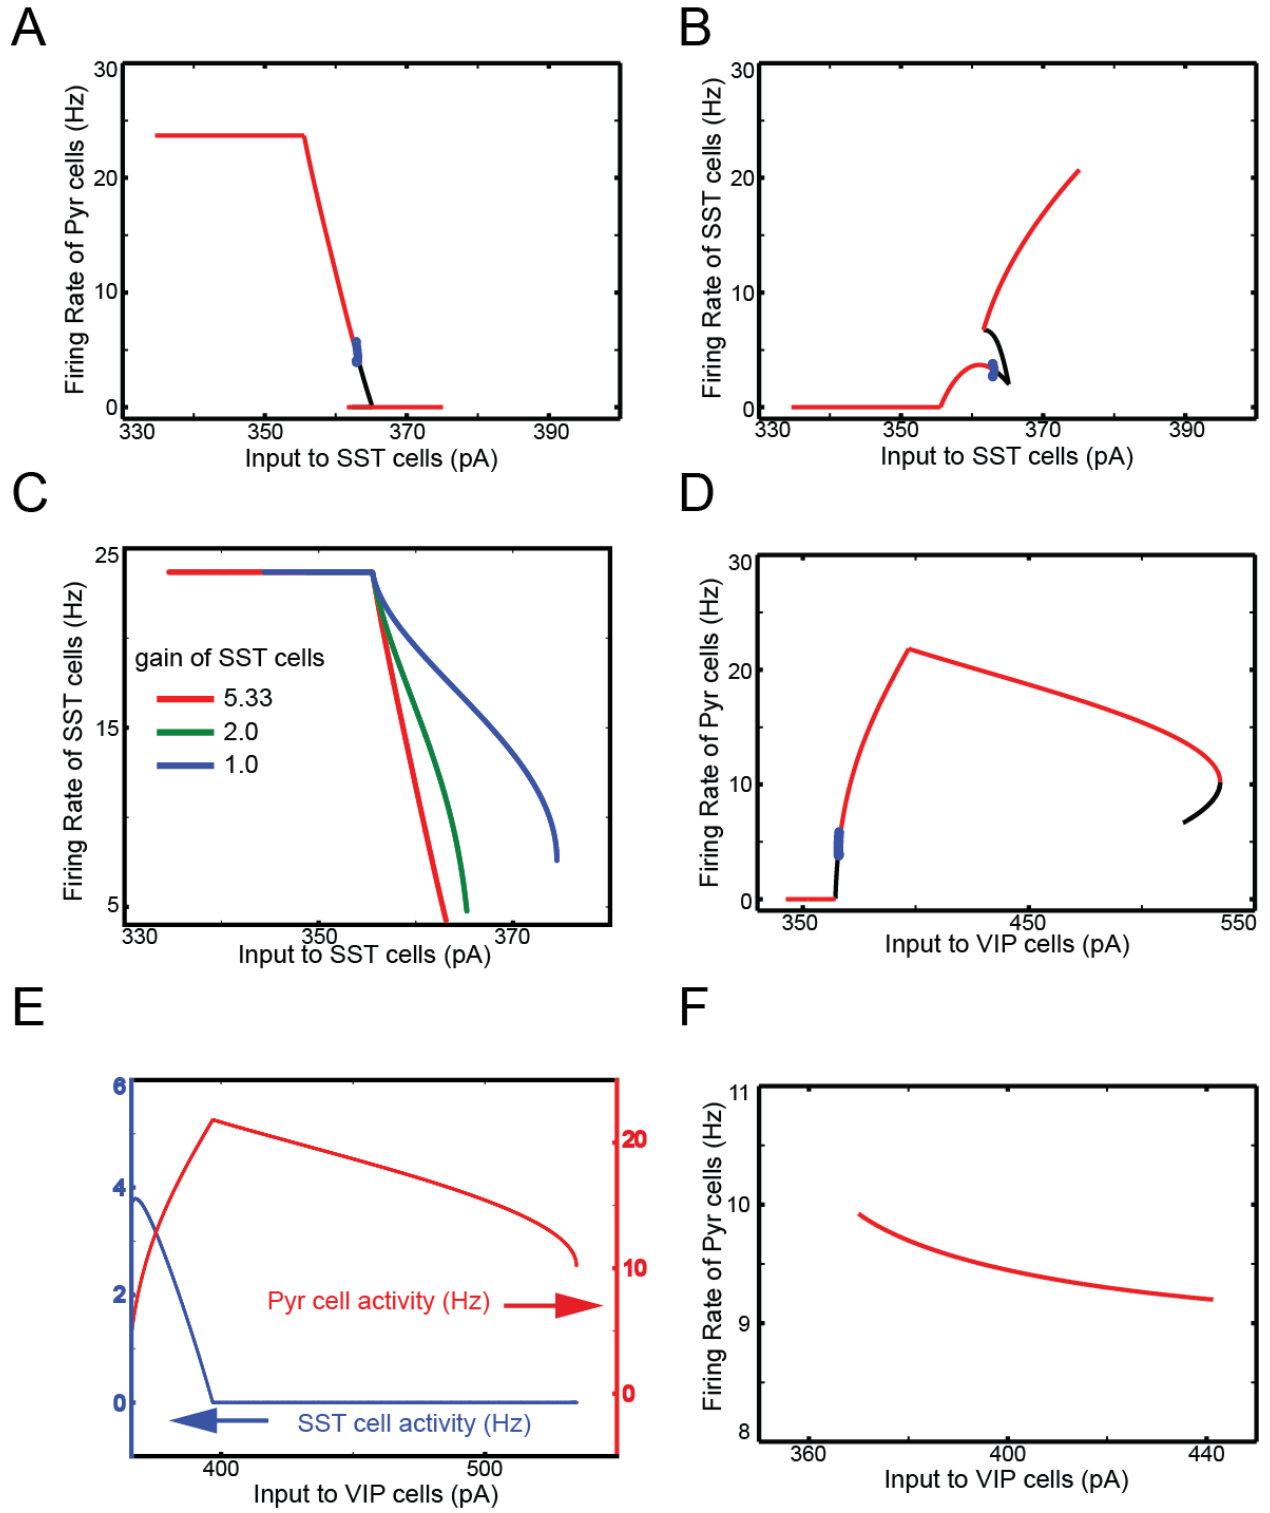 A
30
20
10
0
330
350
370
390
Firing Rate of Pyr cells (Hz)
Input to SST cells (pA)
B
30
20
10
0
330
350
370
390
Firing Rate of SST cells (Hz)
Input to SST cells (pA)
C
25
15
5
330
350
370
Firing Rate of SST cells (Hz)
gain of SST cells
5.33
2.0
1.0
Input to SST cells (pA)
D
30
20
10
0
350
450
550
Firing Rate of Pyr cells (Hz)
Input to VIP cells (pA)
E
6
4
2
0
20
10
0
Pyr cell activity (Hz)
SST cell activity (Hz)
400
500
Input to VIP cells (pA)
F
11
10
9
8
360
400
440
Firing Rate of Pyr cells (Hz)
Input to VIP cells (pA)